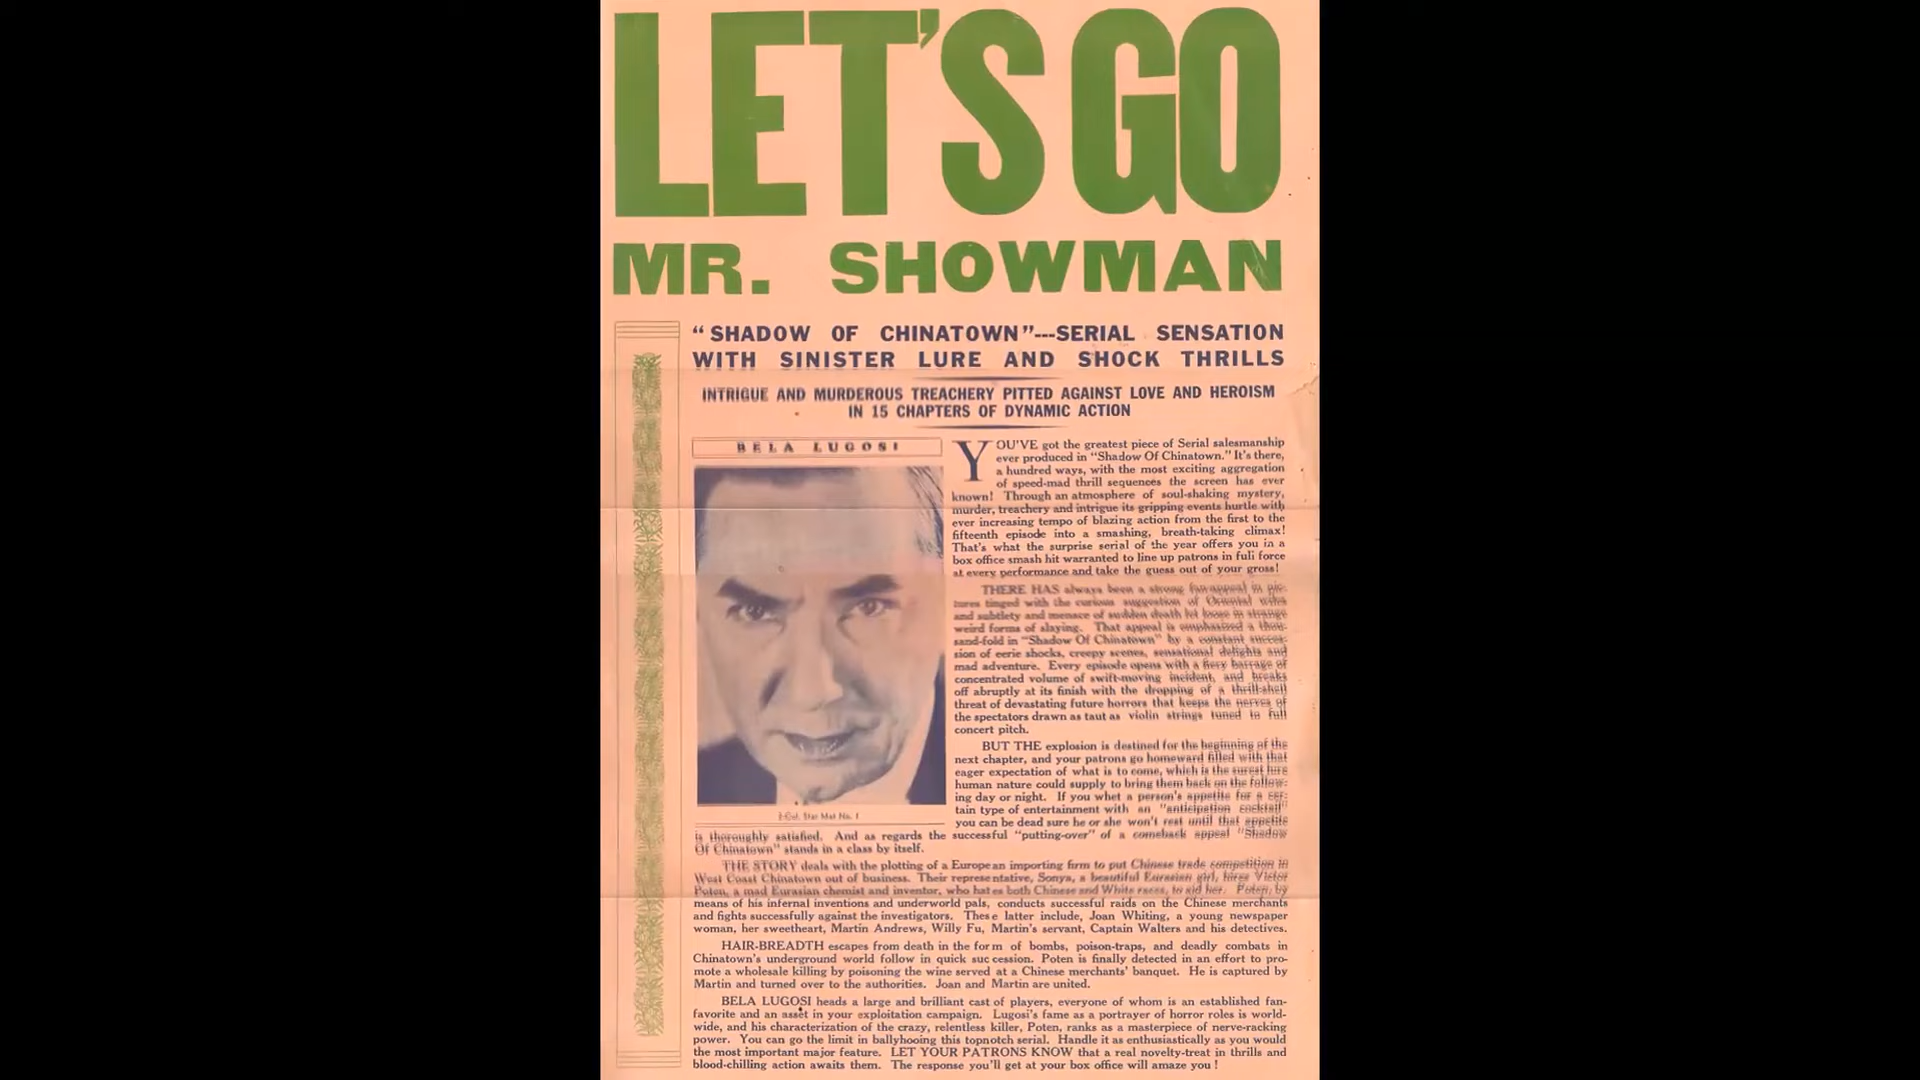 LET'S GO
MR. SHOWMAN
"SHADOW OF CHINATOWN"---SERIAL SENSATION
WITH SINISTER LURE AND SHOCK THRILLS
INTRIGUE AND MURDEROUS TREACHERY PITTED AGAINST LOVE AND HEROISM
IN 15 CHAPTERS OF DYNAMIC ACTION
BELA LUGOSI
2-Col. Star Mat No. 1
YOU'VE got the greatest piece of Serial salesmanship
ever produced in "Shadow Of Chinatown." It's there,
a hundred ways, with the most exciting aggregation
of speed-mad thrill sequences the screen has ever
known! Through an atmosphere of soul-shaking mystery,
murder, treachery and intrigue its gripping events hurtle with
ever increasing tempo of blazing action from the first to the
fifteenth episode into a smashing, breath-taking climax!
That's what the surprise serial of the year offers you in a
box office smash hit warranted to line up patrons in full force
at every performance and take the guess out of your gross!
THERE HAS always been a strong fan-appeal in pic-
tures tinged with the curious suggestion of Oriental wiles
and subtlety and menace of sudden death let loose in strange
weird forms of slaying. That appeal is emphasized a thou-
sand-fold in "Shadow Of Chinatown" by a constant succes-
sion of eerie shocks, creepy scenes, sensational delights and
mad adventure. Every episode opens with a fiery barrage of
concentrated volume of swift-moving incident, and breaks
off abruptly at its finish with the dropping of a thrill-shell
threat of devastating future horrors that keeps the nerves of
the spectators drawn as taut as violin strings tuned to full
concert pitch.
BUT THE explosion is destined for the beginning of the
next chapter, and your patrons go homeward filled with that
eager expectation of what is to come, which is the surest lure
human nature could supply to bring them back on the follow-
ing day or night. If you whet a person's appetite for a cer-
tain type of entertainment with an "anticipation cocktail"
you can be dead sure he or she won't rest until that appetite
is thoroughly satisfied. And as regards the successful "putting-over" of a comeback appeal "Shadow
Of Chinatown" stands in a class by itself.
THE STORY deals with the plotting of a European importing firm to put Chinese trade competition in
West Coast Chinatown out of business. Their representative, Sonya, a beautiful Eurasian girl, hires Victor
Poten, a mad Eurasian chemist and inventor, who hates both Chinese and White races, to aid her. Poten, by
means of his infernal inventions and underworld pals, conducts successful raids on the Chinese merchants
and fights successfully against the investigators. These latter include, Joan Whiting, a young newspaper
woman, her sweetheart, Martin Andrews, Willy Fu, Martin's servant, Captain Walters and his detectives.
HAIR-BREADTH escapes from death in the form of bombs, poison-traps, and deadly combats in
Chinatown's underground world follow in quick succession. Poten is finally detected in an effort to pro-
mote a wholesale killing by poisoning the wine served at a Chinese merchants' banquet. He is captured by
Martin and turned over to the authorities. Joan and Martin are united.
BELA LUGOSI heads a large and brilliant cast of players, everyone of whom is an established fan-
favorite and an asset in your exploitation campaign. Lugosi's fame as a portrayer of horror roles is world-
wide, and his characterization of the crazy, relentless killer, Poten, ranks as a masterpiece of nerve-racking
power. You can go the limit in ballyhooing this topnotch serial. Handle it as enthusiastically as you would
the most important major feature. LET YOUR PATRONS KNOW that a real novelty-treat in thrills and
blood-chilling action awaits them. The response you'll get at your box office will amaze you!